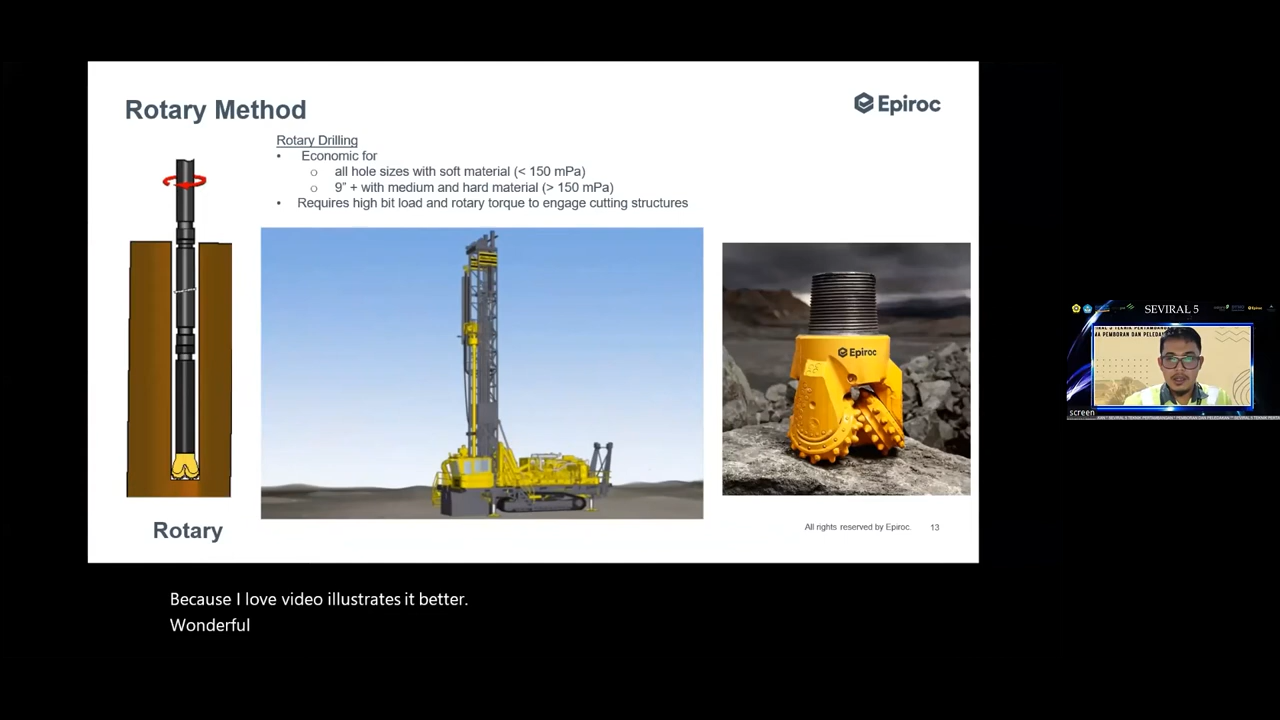 Rotary Method
Epiroc
Rotary Drilling
• Economic for
o all hole sizes with soft material (< 150 mPa)
o 9” + with medium and hard material (> 150 mPa)
• Requires high bit load and rotary torque to engage cutting structures
Epiroc
Rotary
All rights reserved by Epiroc. 13
SEVIRAL 5
screen
Because I love video illustrates it better.
Wonderful